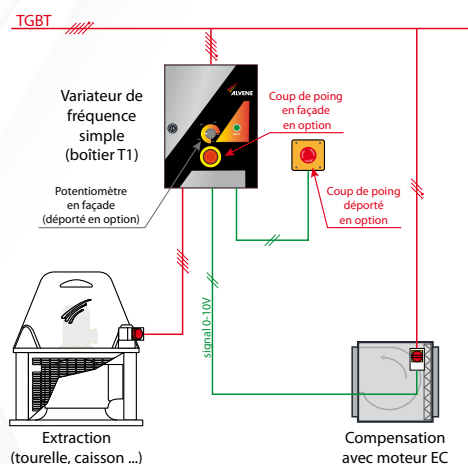 TGBT
ALVENE
Variateur de
fréquence
simple
(boîtier T1)
Coup de poing
en façade
en option
Potentiomètre
en façade
(déporté en option)
Coup de poing
déporté
en option
signal 0-10V
Extraction
(tourelle, caisson ...)
Compensation
avec moteur EC